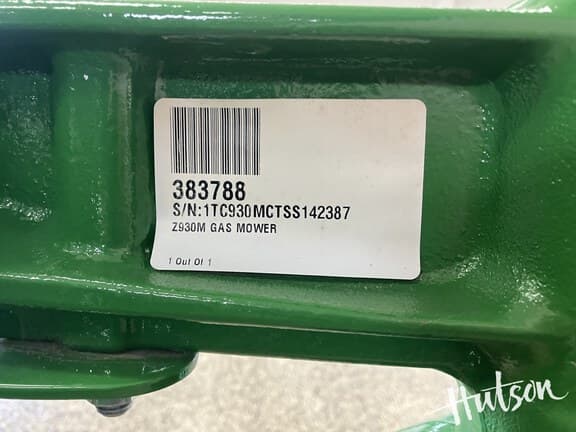 383788
S/N:1TC930MCTSS142387
Z930M GAS MOWER
1 Out Of 1
Hutson